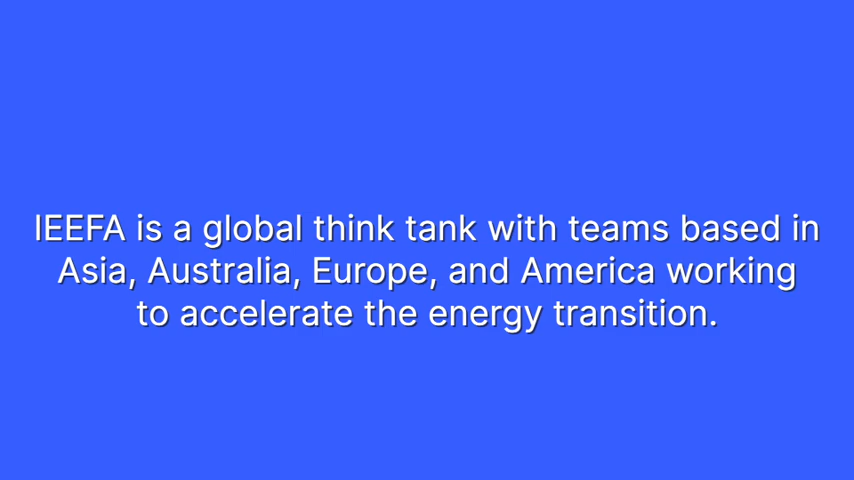 IEEFA is a global think tank with teams based in
Asia, Australia, Europe, and America working
to accelerate the energy transition.